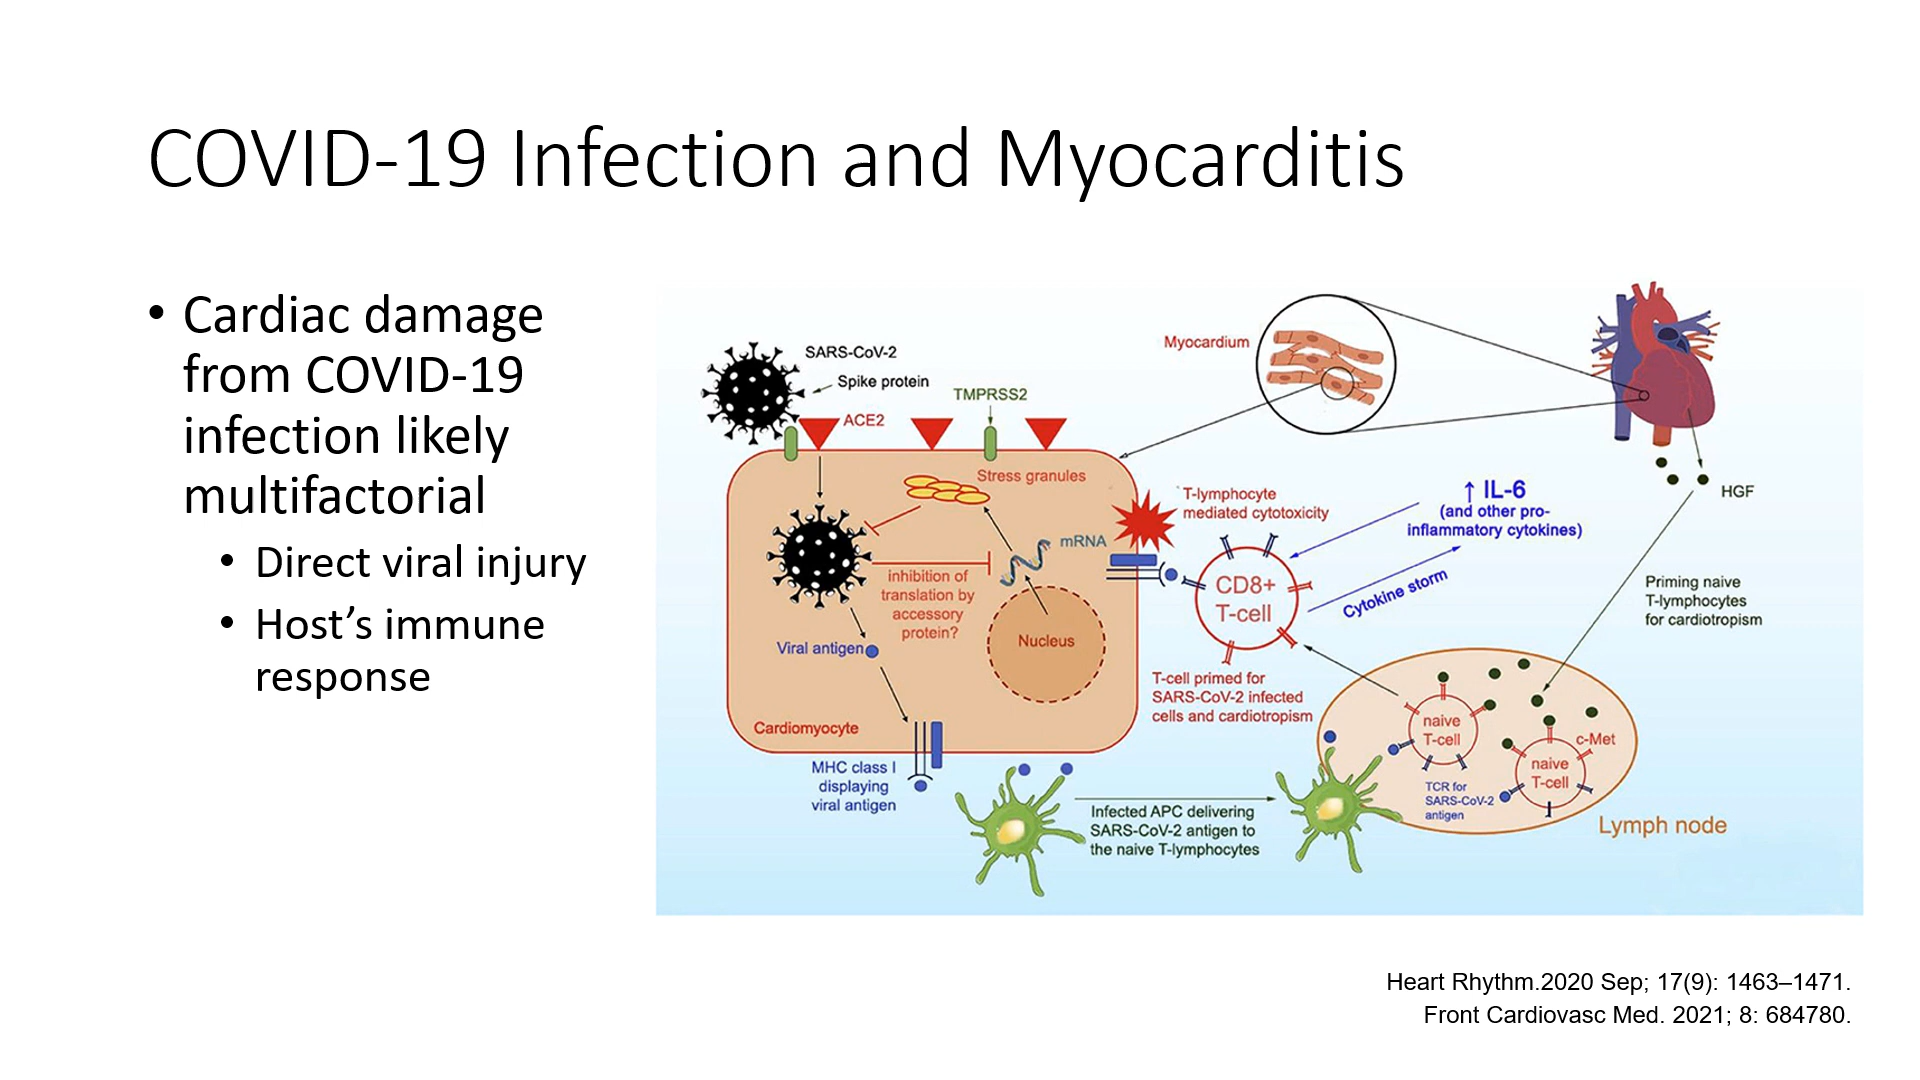 COVID-19 Infection and Myocarditis
• Cardiac damage
from COVID-19
infection likely
multifactorial
• Direct viral injury
• Host’s immune
response
SARS-CoV-2
Spike protein
TMPRSS2
ACE2
Stress granules
mRNA
inhibition of
translation by
accessory
protein?
Nucleus
Viral antigen
Cardiomyocyte
MHC class I
displaying
viral antigen
Myocardium
T-lymphocyte
mediated cytotoxicity
CD8+
T-cell
↑ IL-6
(and other pro-
inflammatory cytokines)
Cytokine storm
HGF
Priming naive
T-lymphocytes
for cardiotropism
T-cell primed for
SARS-CoV-2 infected
cells and cardiotropism
Infected APC delivering
SARS-CoV-2 antigen to
the naive T-lymphocytes
naive
T-cell
c-Met
naive
T-cell
TCR for
SARS-CoV-2
antigen
Lymph node
Heart Rhythm.2020 Sep; 17(9): 1463–1471.
Front Cardiovasc Med. 2021; 8: 684780.